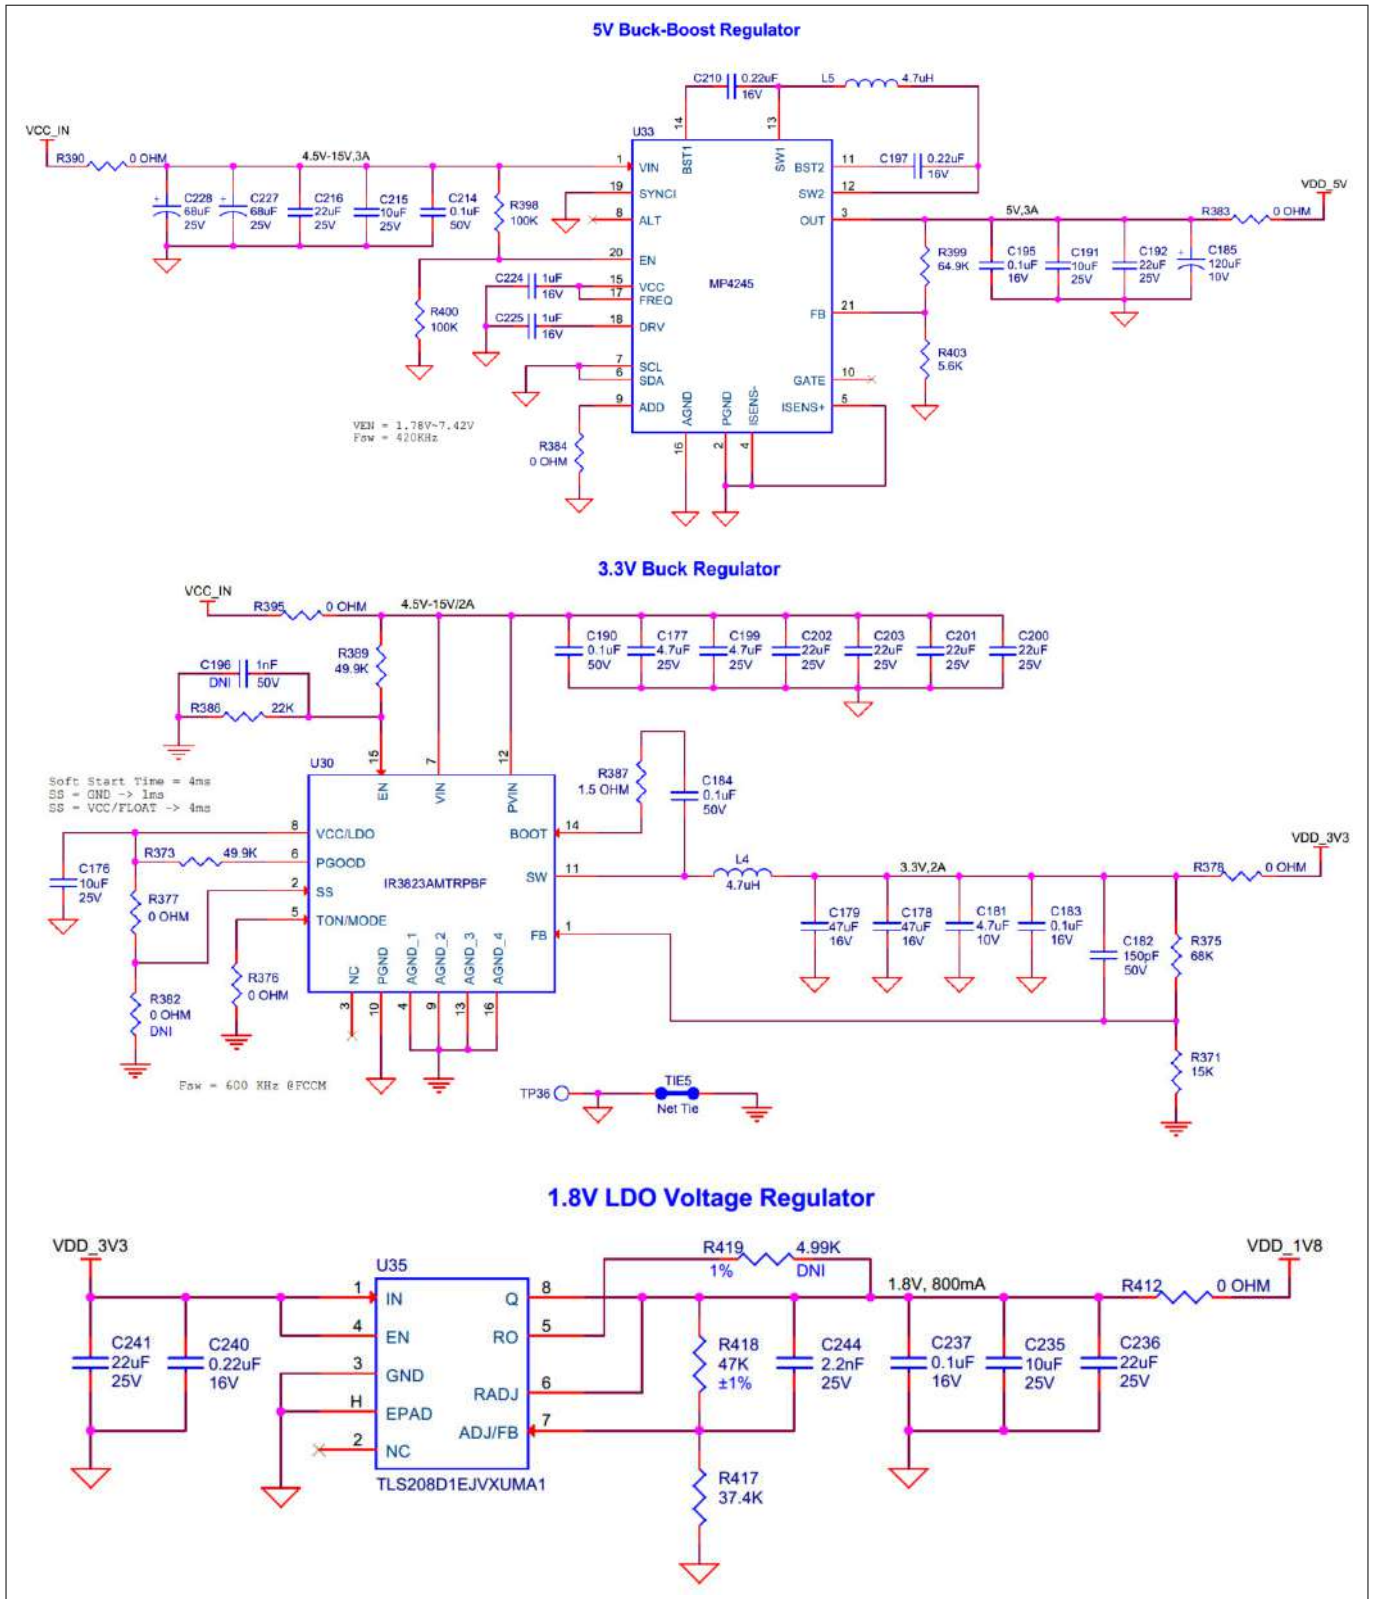 5V Buck-Boost Regulator
C210 0.22uF
16V
L5 4.7uH
14
13
VCC_IN
R390 0 OHM
4.5V-15V,3A
U33
BST1
SW1
1 VIN
BST2 11
C197 0.22uF
16V
19 SYNCI
SW2 12
VDD_5V
8 ALT
OUT 3
5V,3A
R383 0 OHM
C228
68uF
25V
C227
68uF
25V
C216
22uF
25V
C215
10uF
25V
C214
0.1uF
50V
R398
100K
20 EN
R399
64.9K
C195
0.1uF
16V
C191
10uF
25V
C192
22uF
25V
C185
120uF
10V
C224 1uF
16V
15 VCC
17 FREQ
MP4245
R400
100K
C225 1uF
16V
18 DRV
FB 21
R403
5.6K
7 SCL
6 SDA
GATE 10
9 ADD
AGND
PGND
ISENS-
ISENS+ 5
VEN = 1.78V~7.42V
Fsw = 420KHz
R384
0 OHM
16
2
4
3.3V Buck Regulator
VCC_IN
R395 0 OHM
4.5V-15V/2A
R389
49.9K
C196 1nF
DNI 50V
R386 22K
C190
0.1uF
50V
C177
4.7uF
25V
C199
4.7uF
25V
C202
22uF
25V
C203
22uF
25V
C201
22uF
25V
C200
22uF
25V
15
7
12
U30
EN
VIN
PVIN
Soft Start Time = 4ms
SS = GND -> 1ms
SS = VCC/FLOAT -> 4ms
R387
1.5 OHM
C184
0.1uF
50V
8 VCC/LDO
BOOT 14
VDD_3V3
R373 49.9K
6 PGOOD
C176
10uF
25V
IR3823AMTRPBF
SW 11
L4
4.7uH
3.3V,2A
R378 0 OHM
2 SS
R377
0 OHM
5 TON/MODE
FB 1
C179
47uF
16V
C178
47uF
16V
C181
4.7uF
10V
C183
0.1uF
16V
C182
150pF
50V
R375
68K
NC
PGND
AGND_1
AGND_2
AGND_3
AGND_4
R376
0 OHM
R382
0 OHM
DNI
3
10
4
9
13
16
R371
15K
Fsw = 600 KHz @FCCM
TP36
TIE5
Net Tie
1.8V LDO Voltage Regulator
VDD_3V3
R419 4.99K
1% DNI
VDD_1V8
U35
1 IN
Q 8
1.8V, 800mA
R412 0 OHM
4 EN
RO 5
C241
22uF
25V
C240
0.22uF
16V
3 GND
R418
47K
±1%
C244
2.2nF
25V
C237
0.1uF
16V
C235
10uF
25V
C236
22uF
25V
RADJ 6
H EPAD
ADJ/FB 7
2 NC
TLS208D1EJVXUMA1
R417
37.4K